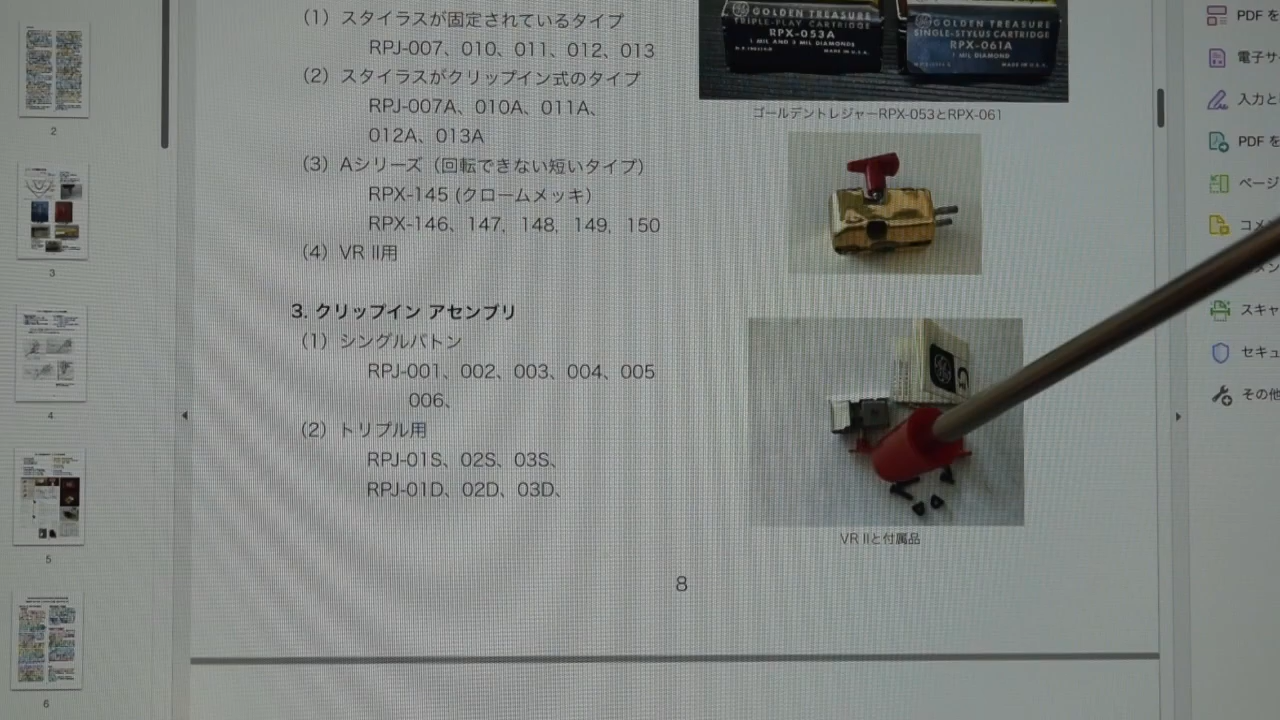 (1) スタイラスが固定されているタイプ
RPJ-007、010、011、012、013
(2) スタイラスがクリップイン式のタイプ
RPJ-007A、010A、011A、
012A、013A
(3) Aシリーズ（回転できない短いタイプ）
RPX-145 (クロームメッキ）
RPX-146、147、148、149、150
(4) VR II用
3. クリップイン アセンブリ
(1) シングルバトン
RPJ-001、002、003、004、005
006、
(2) トリプル用
RPJ-01S、02S、03S、
RPJ-01D、02D、03D、
GOLDEN TREASURE
TRIPLE-PLAY CARTRIDGE
RPX-053A
1 MIL AND 3 MIL DIAMONDS
MADE IN U.S.A.
GOLDEN TREASURE
SINGLE-STYLUS CARTRIDGE
RPX-061A
1 MIL DIAMOND
MADE IN U.S.A.
ゴールデントレジャーRPX-053とRPX-061
VR IIと付属品
8
2
3
4
5
6
PDF を
電子サ
入力と
PDF を
ページ
コメ
スキャ
セキュ
その他